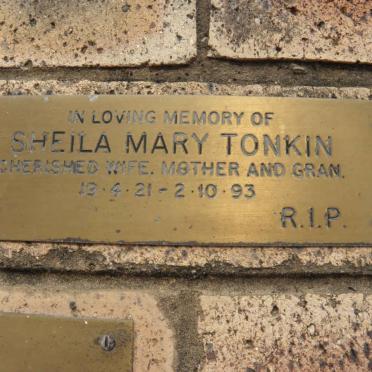 IN LOVING MEMORY OF
SHEILA MARY TONKIN
CHERISHED WIFE, MOTHER AND GRAN.
19·4·21 – 2·10·93
R.I.P.